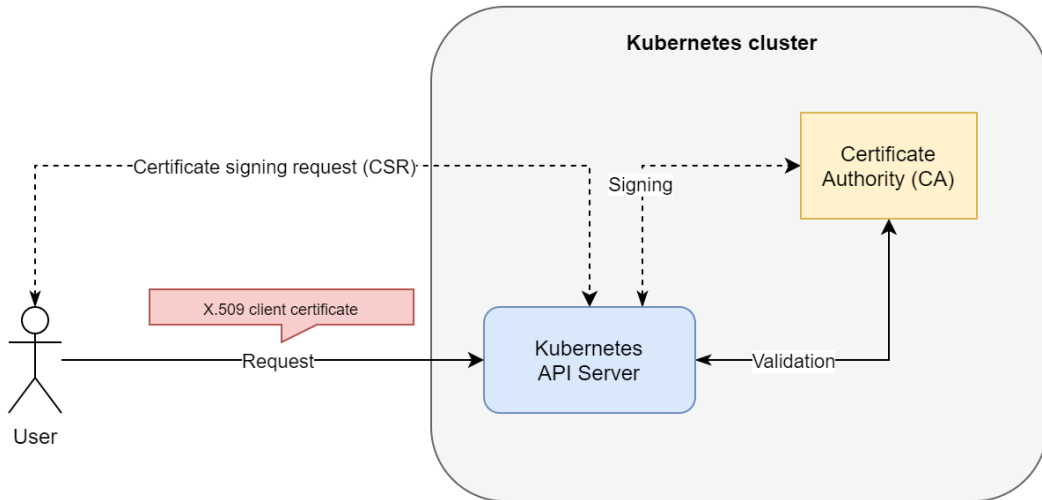 Kubernetes cluster
Certificate signing request (CSR)
Signing
Certificate
Authority (CA)
X.509 client certificate
Request
Kubernetes
API Server
Validation
User